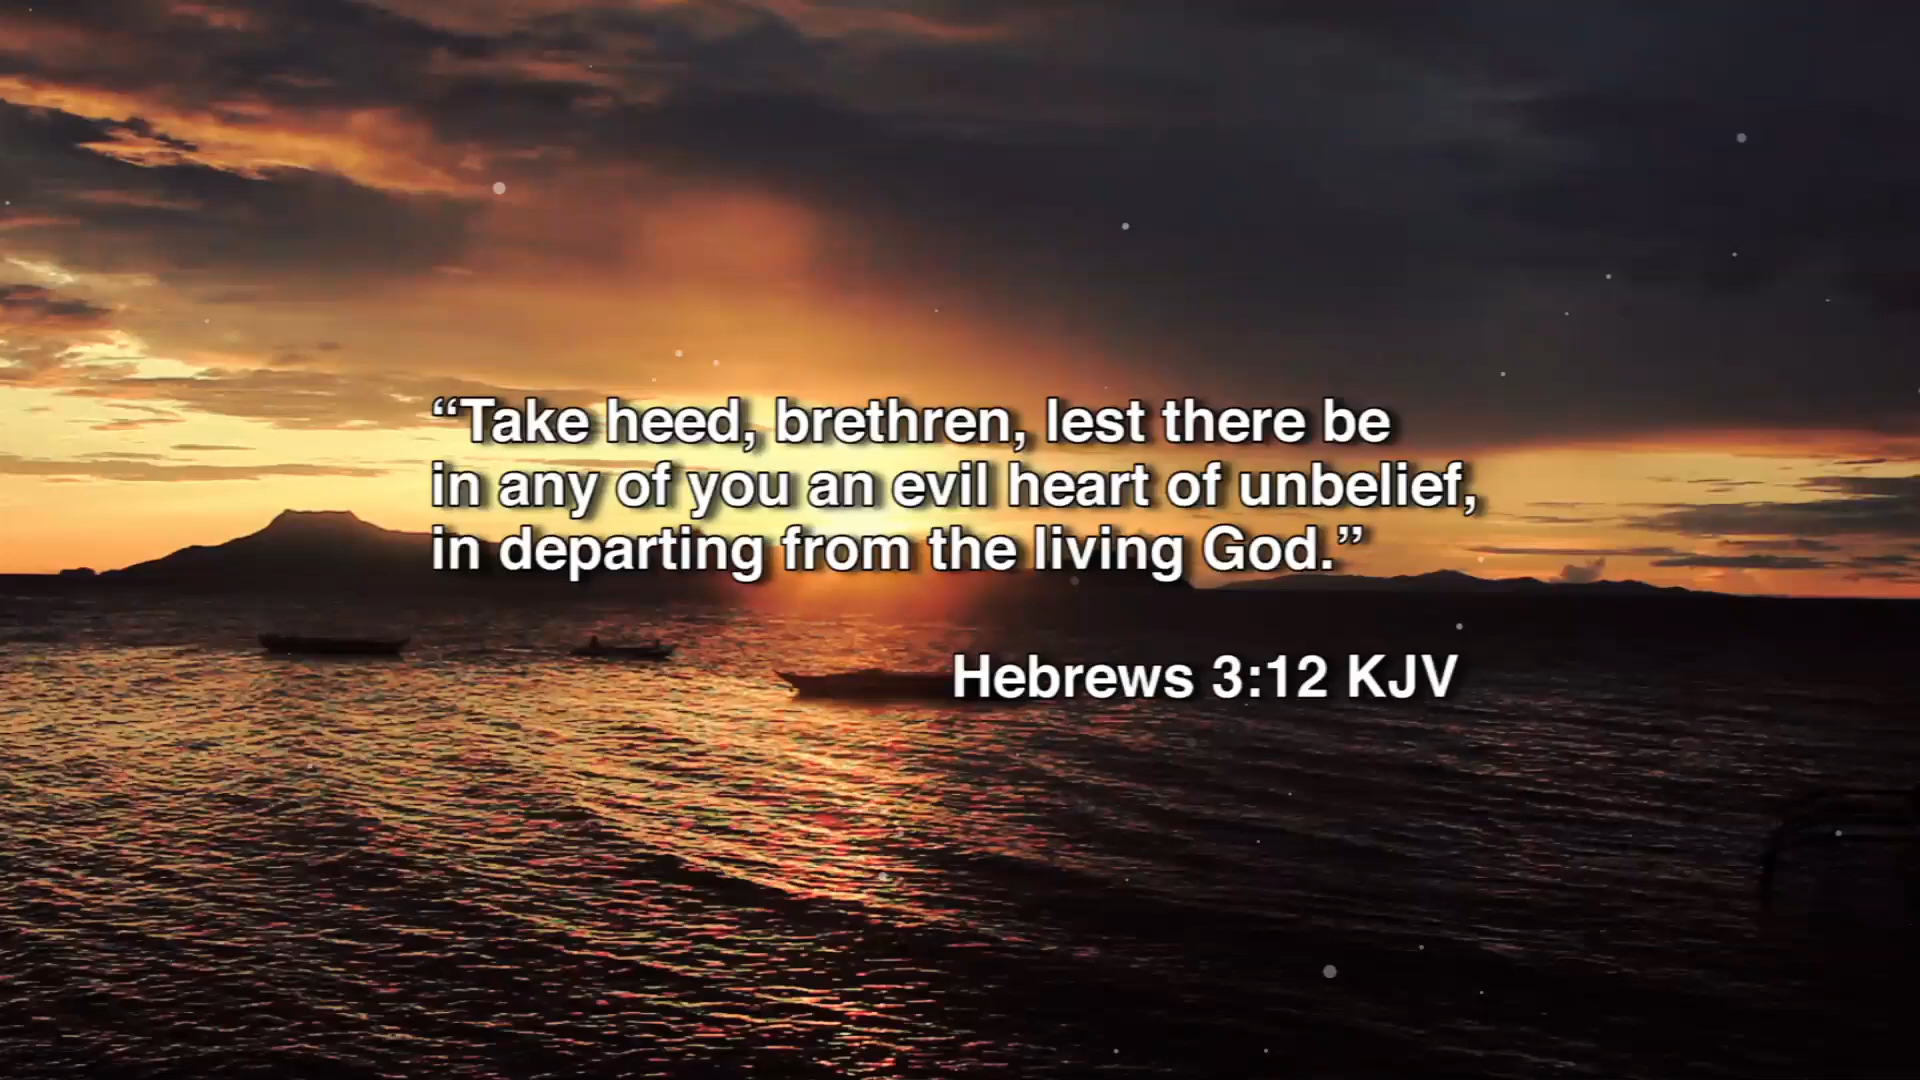 “Take heed, brethren, lest there be
in any of you an evil heart of unbelief,
in departing from the living God.”
Hebrews 3:12 KJV